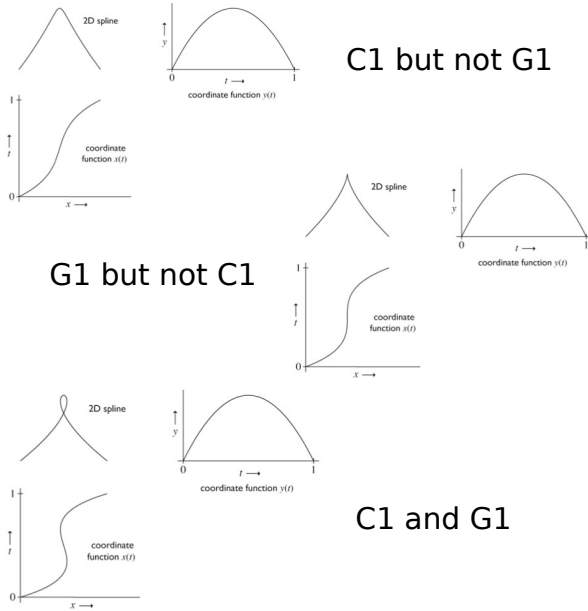 2D spline
y
0
t
1
coordinate function y(t)
C1 but not G1
1
t
0
x
coordinate
function x(t)
2D spline
y
0
t
1
coordinate function y(t)
G1 but not C1
1
t
0
x
coordinate
function x(t)
2D spline
y
0
t
1
coordinate function y(t)
C1 and G1
1
t
0
x
coordinate
function x(t)